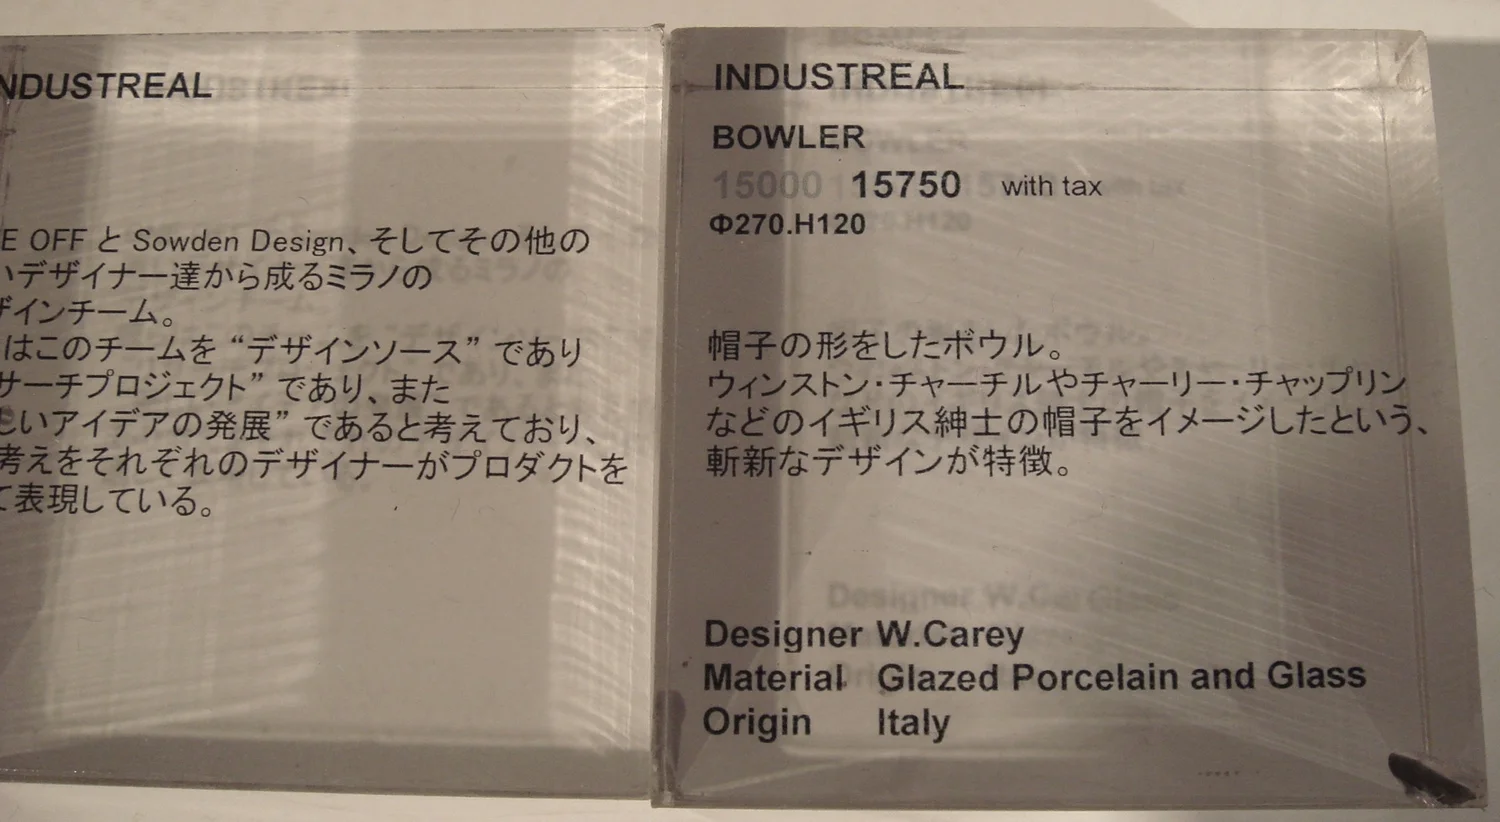 NDUSTREAL
E OFF と Sowden Design、そしてその他の
いデザイナー達から成るミラノの
ザインチーム。
はこのチームを “デザインソース” であり
サーチプロジェクト” であり、また
しいアイデアの発展” であると考えており、
考えをそれぞれのデザイナーがプロダクトを
て表現している。
INDUSTREAL
BOWLER
15000 15750 with tax
Φ270.H120
帽子の形をしたボウル。
ウィンストン・チャーチルやチャーリー・チャップリン
などのイギリス紳士の帽子をイメージしたという、
斬新なデザインが特徴。
Designer W.Carey
Material Glazed Porcelain and Glass
Origin Italy